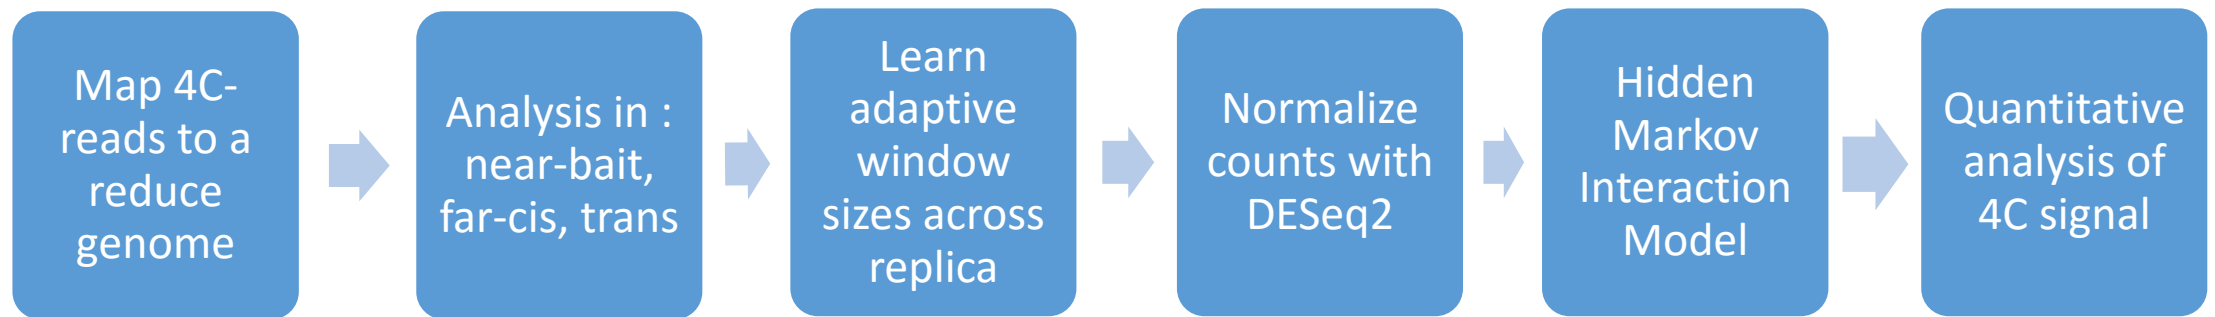 Map 4C-
reads to a
reduce
genome
Analysis in :
near-bait,
far-cis, trans
Learn
adaptive
window
sizes across
replica
Normalize
counts with
DESeq2
Hidden
Markov
Interaction
Model
Quantitative
analysis of
4C signal